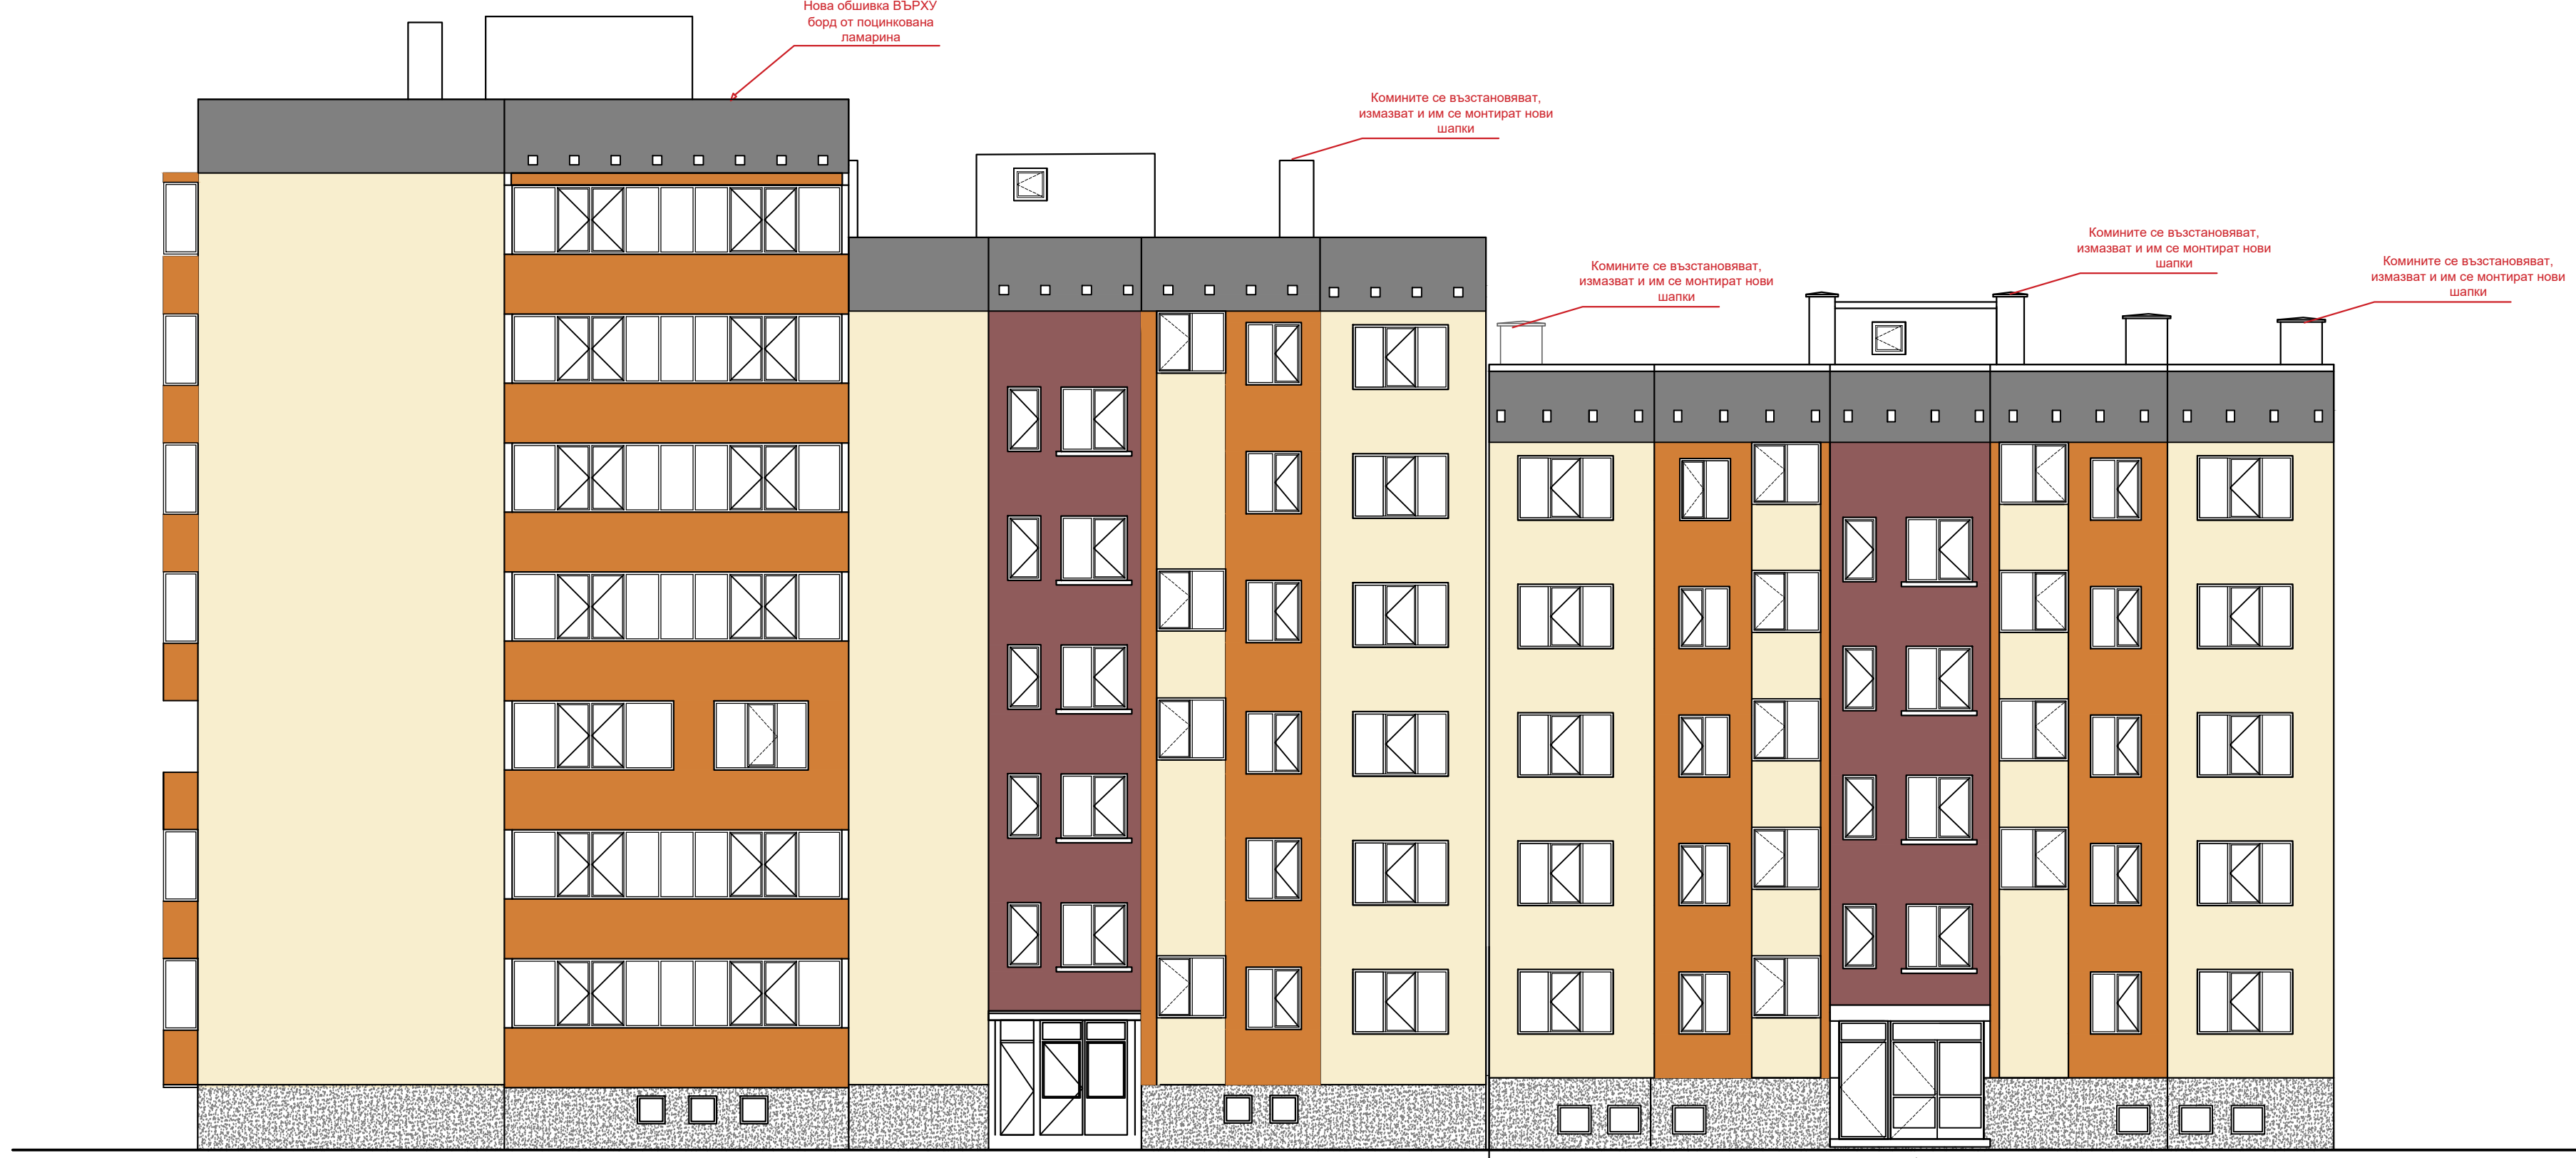 Нова обшивка ВЪРХУ
борд от поцинкована
ламарина
Комините се възстановяват,
измазват и им се монтират нови
шапки
Комините се възстановяват,
измазват и им се монтират нови
шапки
Комините се възстановяват,
измазват и им се монтират нови
шапки
Комините се възстановяват,
измазват и им се монтират нови
шапки